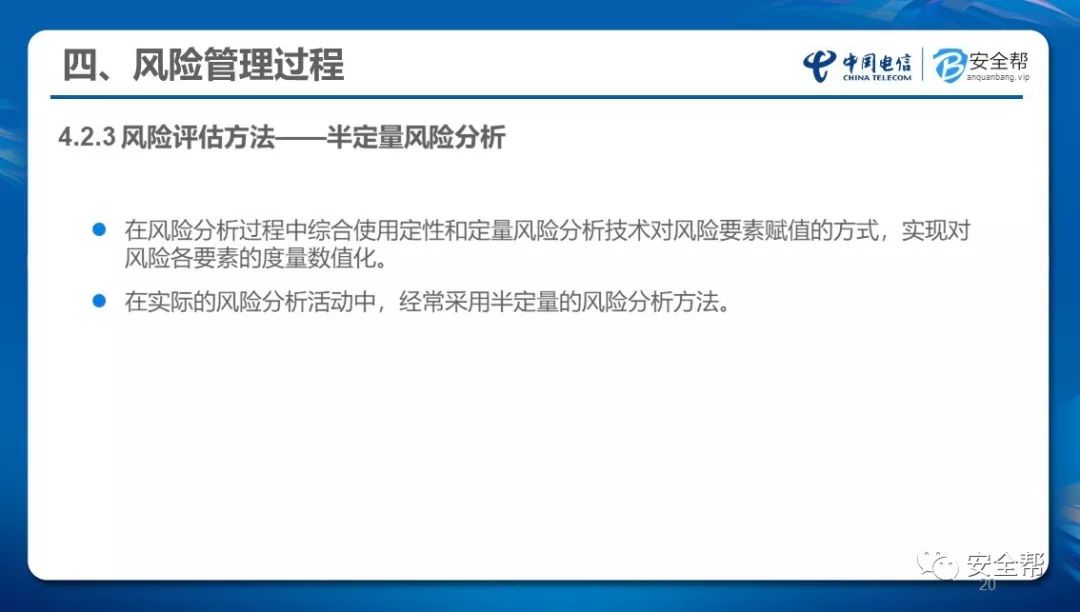 四、风险管理过程
中国电信
CHINA TELECOM
安全帮
anquanbang.vip
4.2.3 风险评估方法——半定量风险分析
在风险分析过程中综合使用定性和定量风险分析技术对风险要素赋值的方式，实现对
风险各要素的度量数值化。
在实际的风险分析活动中，经常采用半定量的风险分析方法。
安全帮
20